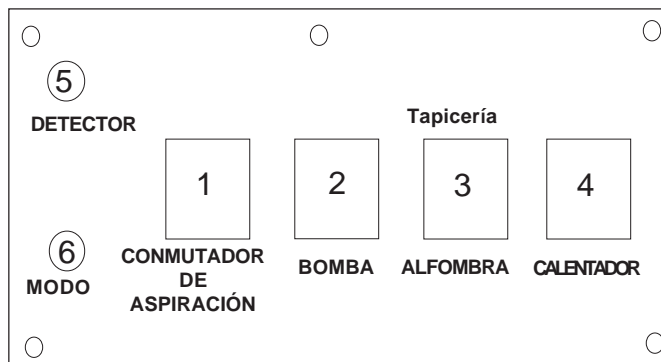 5
DETECTOR
Tapicería
1
2
3
4
6
MODO
CONMUTADOR
DE
ASPIRACIÓN
BOMBA
ALFOMBRA
CALENTADOR